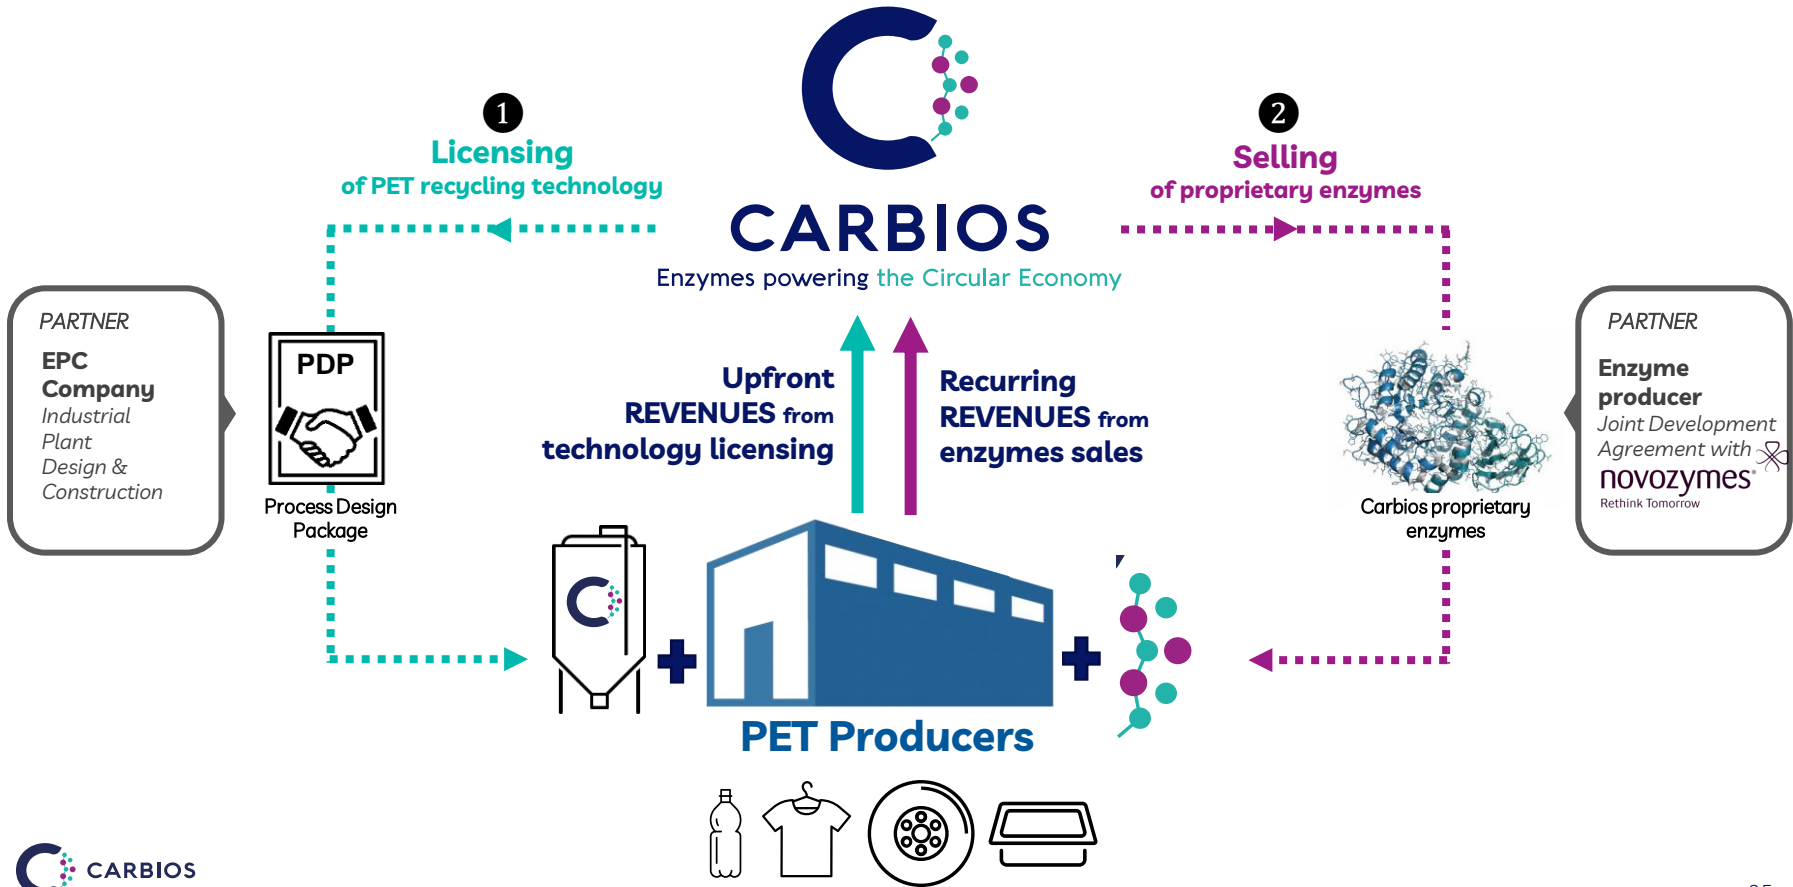 1
Licensing
of PET recycling technology
CARBIOS
Enzymes powering the Circular Economy
2
Selling
of proprietary enzymes
PARTNER
EPC
Company
Industrial
Plant
Design &
Construction
PDP
Process Design
Package
Upfront
REVENUES from
technology licensing
Recurring
REVENUES from
enzymes sales
Carbios proprietary
enzymes
PARTNER
Enzyme
producer
Joint Development
Agreement with
novozymes®
Rethink Tomorrow
PET Producers
CARBIOS